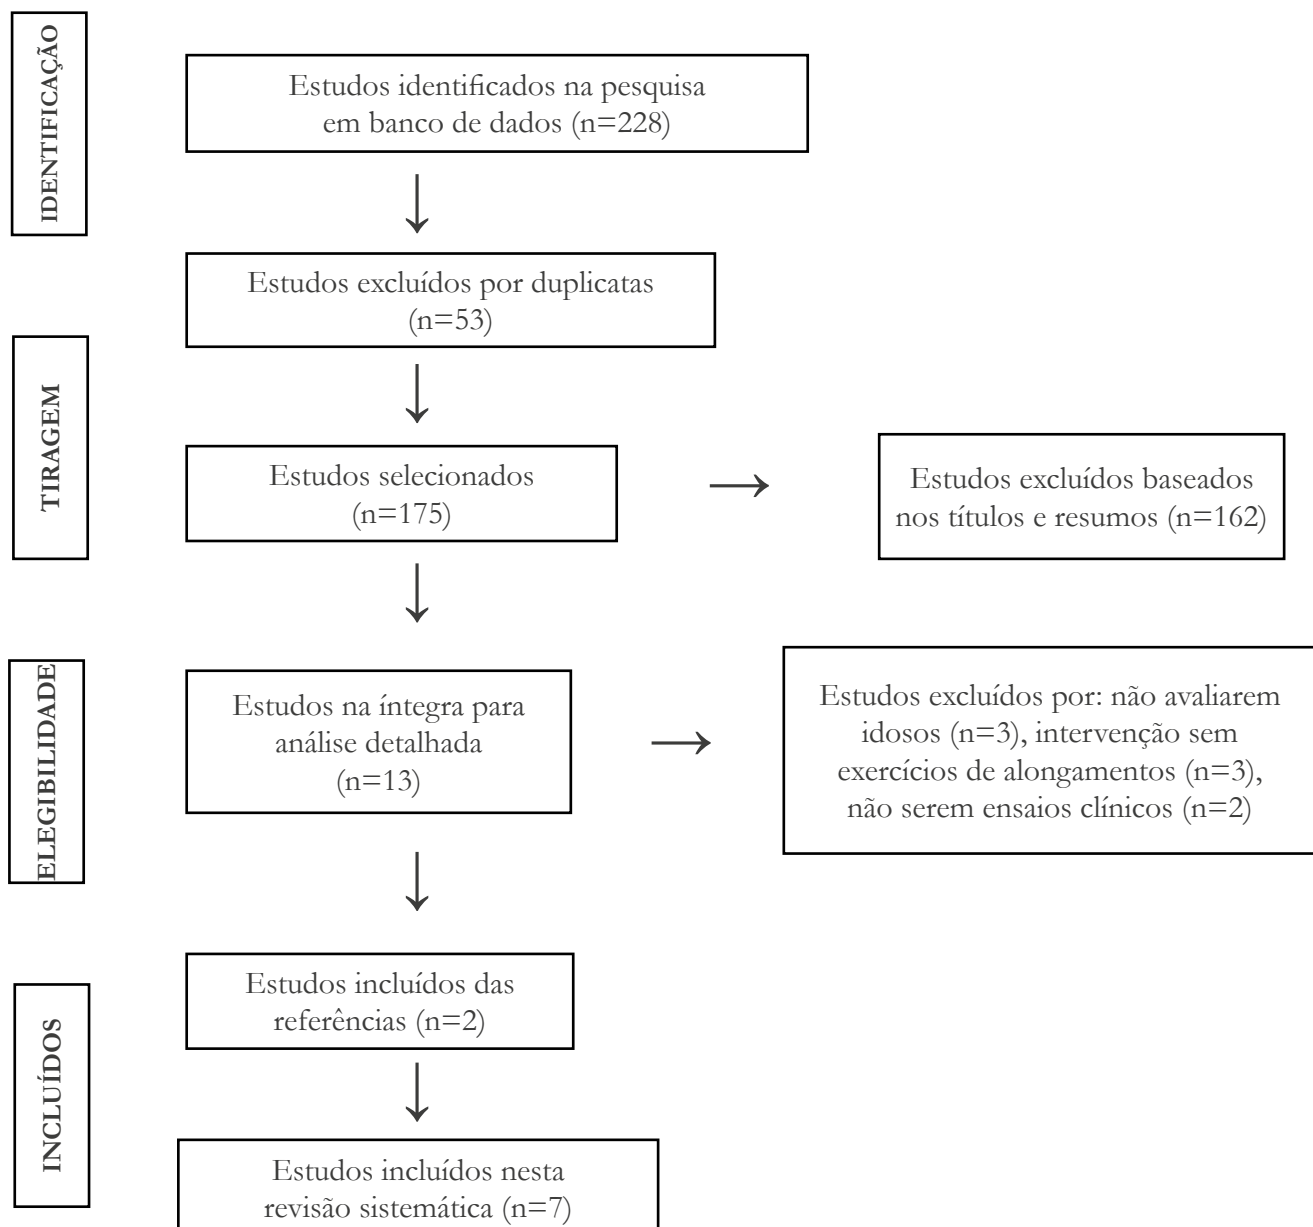 IDENTIFICAÇÃO
Estudos identificados na pesquisa
em banco de dados (n=228)
Estudos excluídos por duplicatas
(n=53)
TIRAGEM
Estudos selecionados
(n=175)
Estudos excluídos baseados
nos títulos e resumos (n=162)
ELEGIBILIDADE
Estudos na íntegra para
análise detalhada
(n=13)
Estudos excluídos por: não avaliarem
idosos (n=3), intervenção sem
exercícios de alongamentos (n=3),
não serem ensaios clínicos (n=2)
INCLUÍDOS
Estudos incluídos das
referências (n=2)
Estudos incluídos nesta
revisão sistemática (n=7)